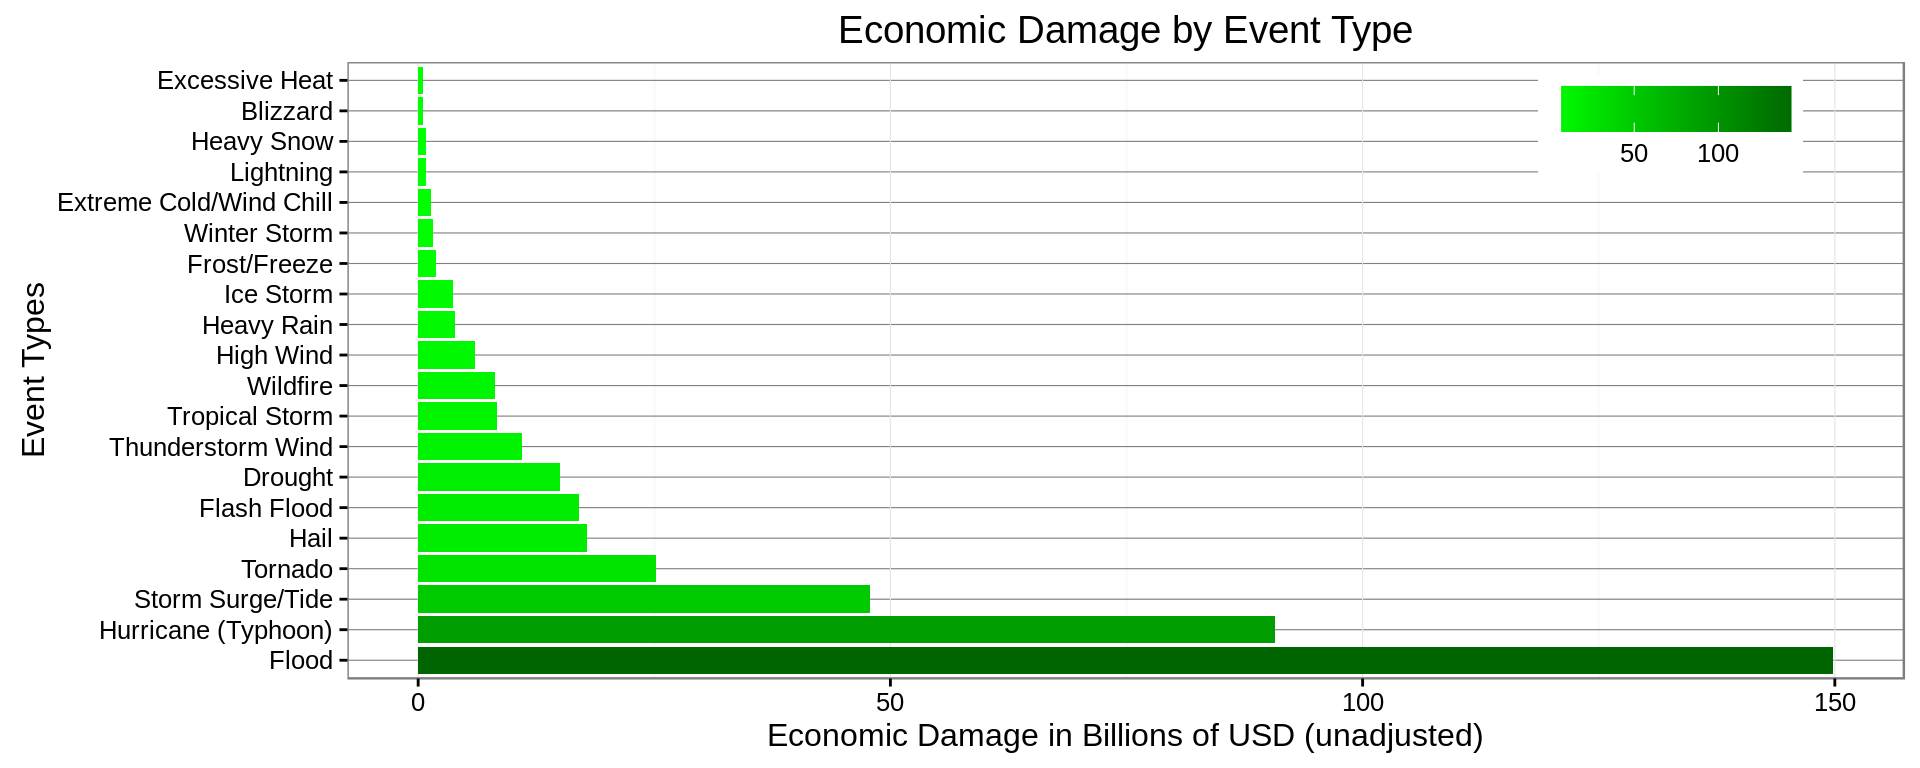 Economic Damage by Event Type
Excessive Heat
Blizzard
Heavy Snow
Lightning
Extreme Cold/Wind Chill
Winter Storm
Frost/Freeze
Ice Storm
Heavy Rain
High Wind
Wildfire
Tropical Storm
Thunderstorm Wind
Drought
Flash Flood
Hail
Tornado
Storm Surge/Tide
Hurricane (Typhoon)
Flood
Event Types
50 100
0 50 100 150
Economic Damage in Billions of USD (unadjusted)